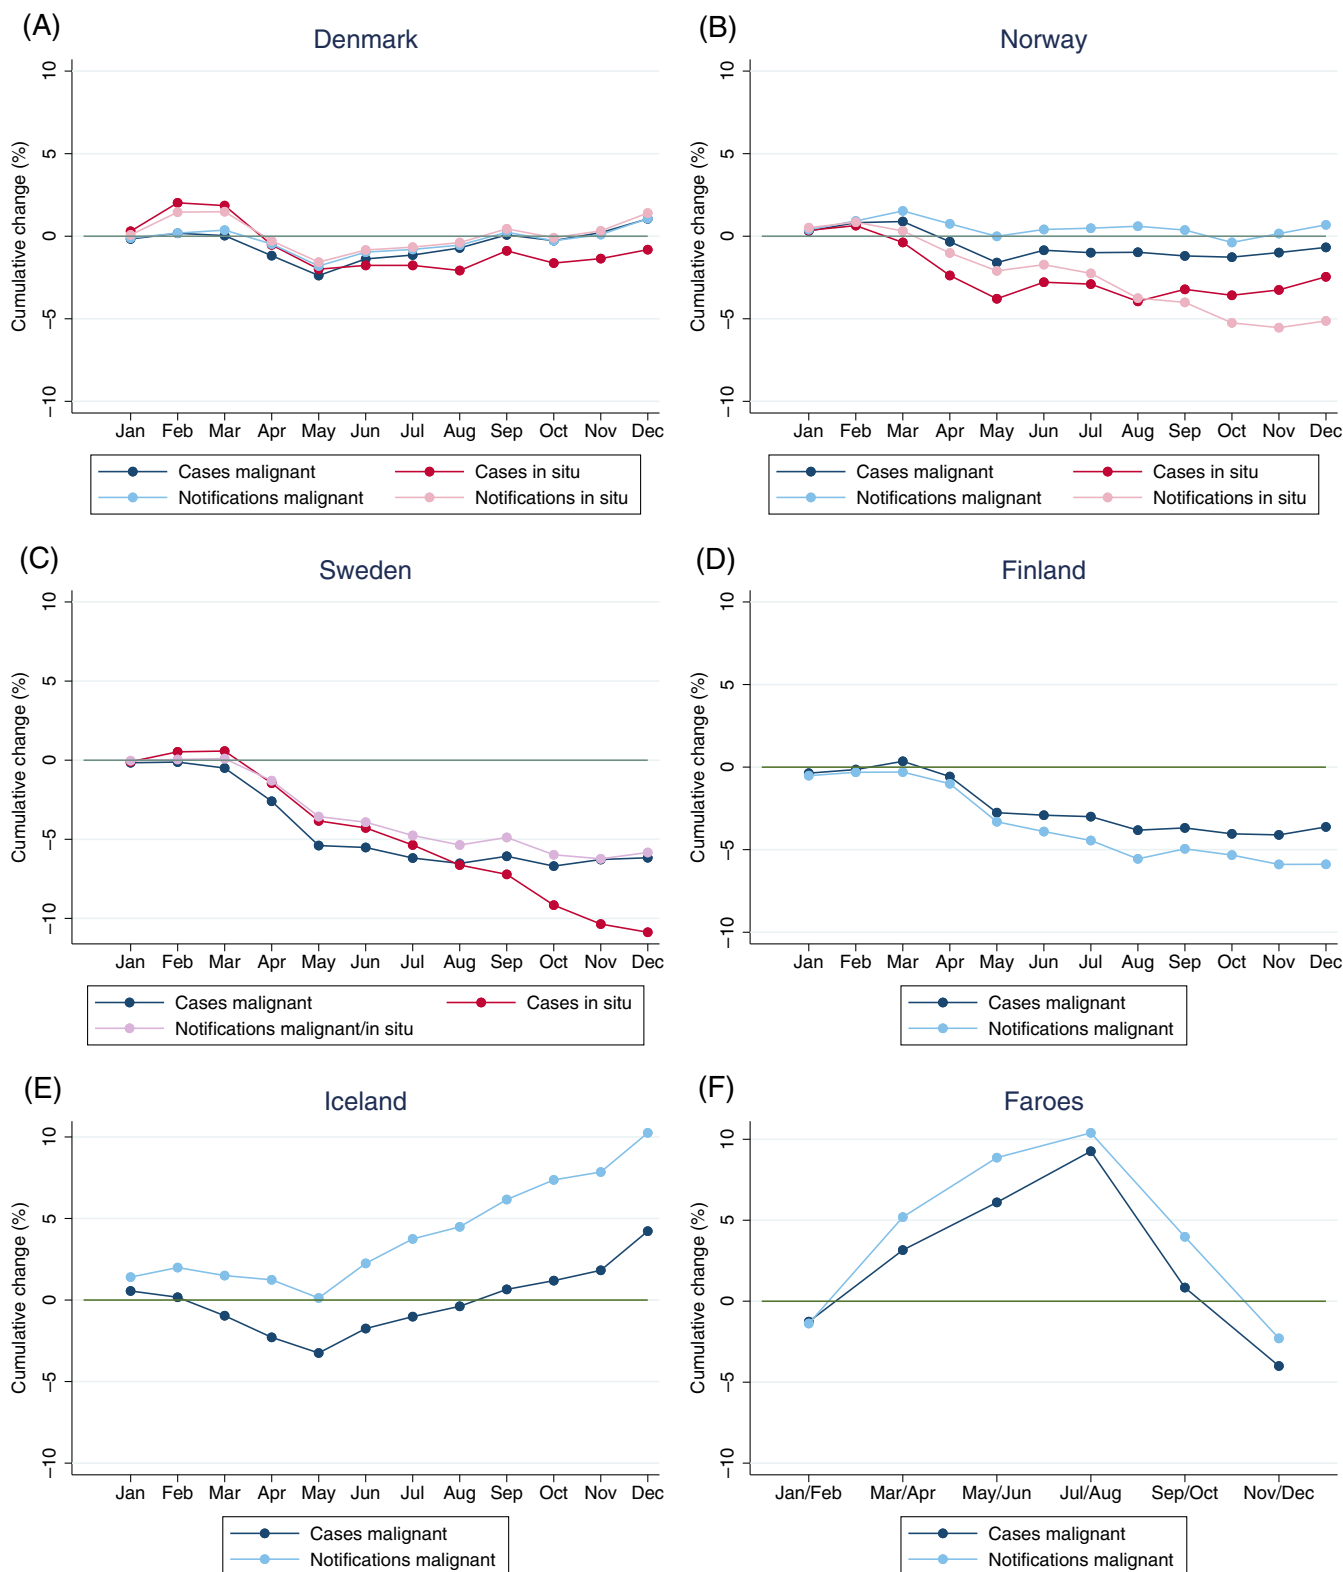 (A)
Denmark
Cumulative change (%)
10
5
0
−5
−10
Jan Feb Mar Apr May Jun Jul Aug Sep Oct Nov Dec
Cases malignant Cases in situ
Notifications malignant Notifications in situ
(B)
Norway
Cumulative change (%)
10
5
0
−5
−10
Jan Feb Mar Apr May Jun Jul Aug Sep Oct Nov Dec
Cases malignant Cases in situ
Notifications malignant Notifications in situ
(C)
Sweden
Cumulative change (%)
10
5
0
−5
−10
Jan Feb Mar Apr May Jun Jul Aug Sep Oct Nov Dec
Cases malignant Cases in situ
Notifications malignant/in situ
(D)
Finland
Cumulative change (%)
10
5
0
−5
−10
Jan Feb Mar Apr May Jun Jul Aug Sep Oct Nov Dec
Cases malignant
Notifications malignant
(E)
Iceland
Cumulative change (%)
10
5
0
−5
−10
Jan Feb Mar Apr May Jun Jul Aug Sep Oct Nov Dec
Cases malignant
Notifications malignant
(F)
Faroes
Cumulative change (%)
10
5
0
−5
−10
Jan/Feb Mar/Apr May/Jun Jul/Aug Sep/Oct Nov/Dec
Cases malignant
Notifications malignant